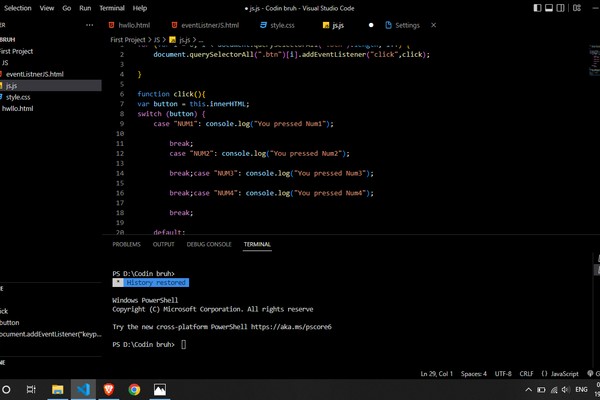 Selection View Go Run Terminal Help
● js.js - Codin bruh - Visual Studio Code
BRUH
First Project
JS
eventListnerJS.html
js.js
style.css
hwllo.html
hwllo.html eventListnerJS.html style.css js.js ● Settings
First Project > JS > js.js > ...
2 document.querySelectorAll(".btn")[i].addEventListener("click",click);
3
4 }
5
6 function click(){
7 var button = this.innerHTML;
8 switch (button) {
9 case "NUM1": console.log("You pressed Num1");
10
11 break;
12 case "NUM2": console.log("You pressed Num2");
13
14 break;case "NUM3": console.log("You pressed Num3");
15
16 break;case "NUM4": console.log("You pressed Num4");
17
18 break;
19
20 default:
PROBLEMS OUTPUT DEBUG CONSOLE TERMINAL
PS D:\Codin bruh>
* History restored
Windows PowerShell
Copyright (C) Microsoft Corporation. All rights reserve
Try the new cross-platform PowerShell https://aka.ms/pscore6
PS D:\Codin bruh>
NE
ick
button
document.addEventListener("keyp...
NE
Ln 29, Col 1 Spaces: 4 UTF-8 CRLF {} JavaScript
ENG